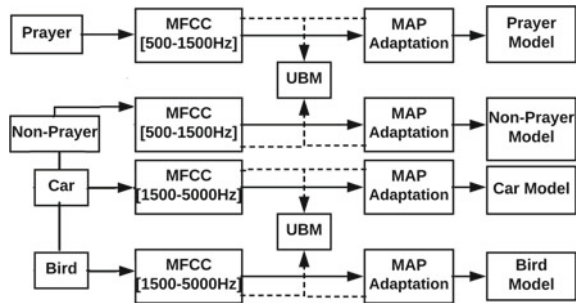 Prayer
MFCC
[500-1500Hz]
MAP
Adaptation
Prayer
Model
UBM
Non-Prayer
MFCC
[500-1500Hz]
MAP
Adaptation
Non-Prayer
Model
Car
MFCC
[1500-5000Hz]
MAP
Adaptation
Car Model
UBM
Bird
MFCC
[1500-5000Hz]
MAP
Adaptation
Bird
Model